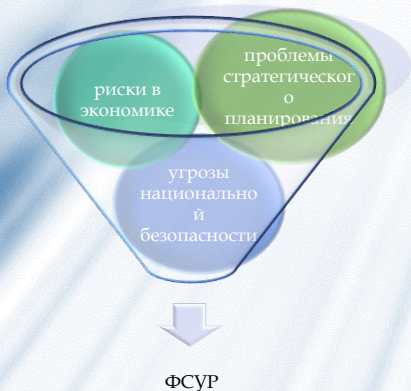 проблемы
стратегическог
о
планирования
риски в
экономике
угрозы
национально
й
безопасности
ФСУР